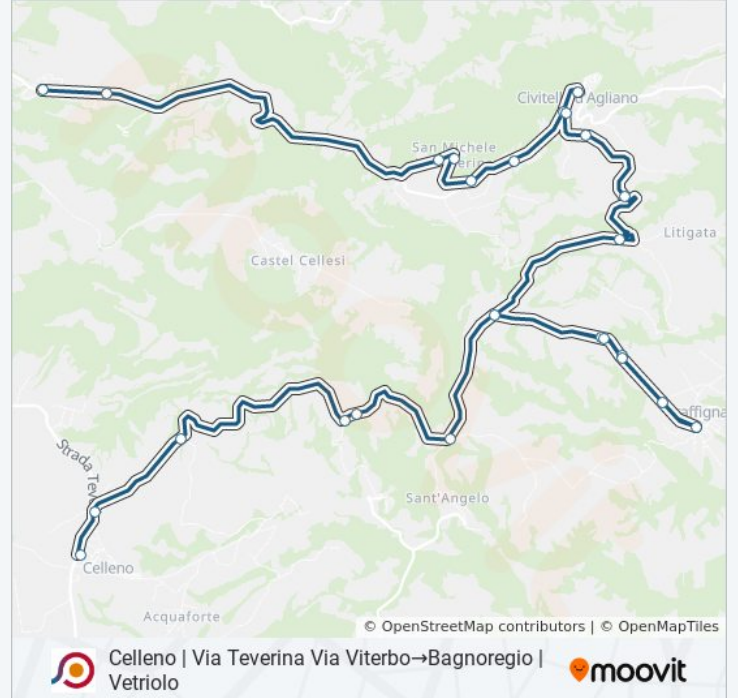 Civitella d'Agliano
San Michele
Litigata
Castel Cellesi
Strada Teve
Sant'Angelo
Celleno
Acquaforte
© OpenStreetMap contributors | © OpenMapTiles
Celleno | Via Teverina Via Viterbo→Bagnoregio |
Vetriolo
moovit